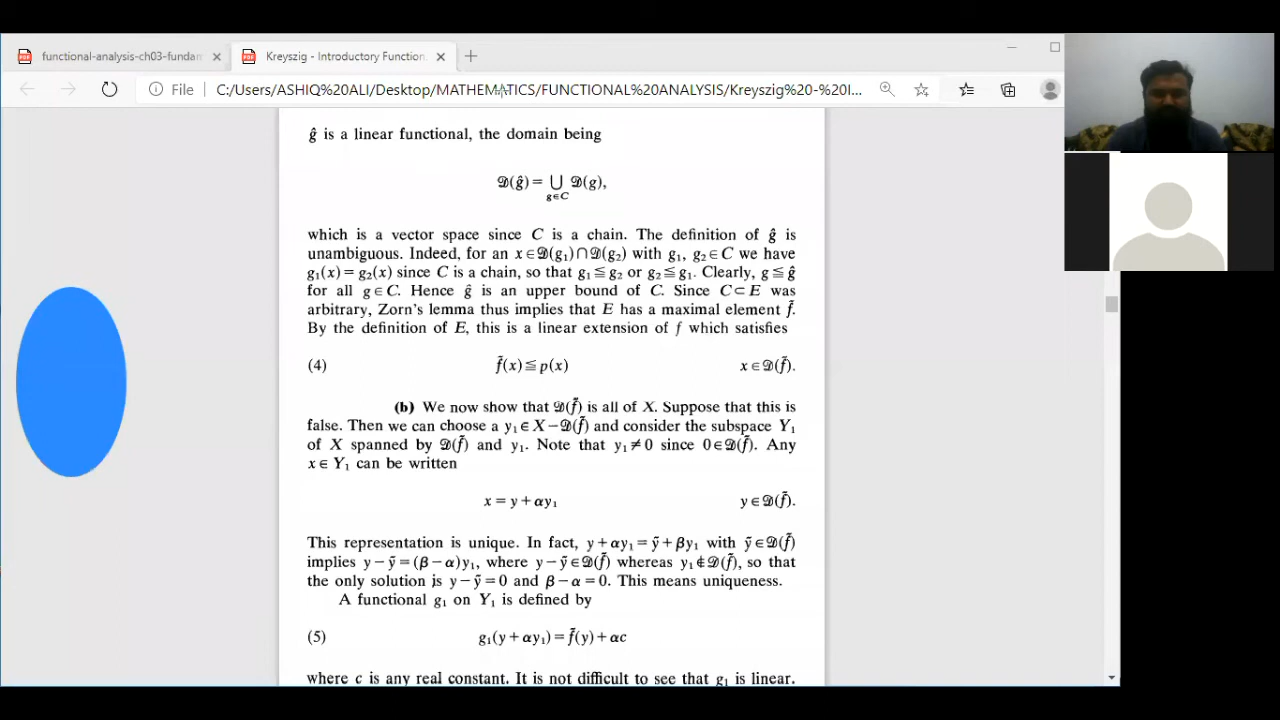 functional-analysis-ch03-fundam
Kreyszig - Introductory Function
File
C:/Users/ASHIQ%20ALI/Desktop/MATHEMATICS/FUNCTIONAL%20ANALYSIS/Kreyszig%20-%20I...
ĝ is a linear functional, the domain being
𝒟(ĝ) = ⋃ 𝒟(g),
g∈C
which is a vector space since C is a chain. The definition of ĝ is
unambiguous. Indeed, for an x∈𝒟(g₁)∩𝒟(g₂) with g₁, g₂∈C we have
g₁(x) = g₂(x) since C is a chain, so that g₁≦g₂ or g₂≦g₁. Clearly, g≦ĝ
for all g∈C. Hence ĝ is an upper bound of C. Since C⊂E was
arbitrary, Zorn's lemma thus implies that E has a maximal element f̃.
By the definition of E, this is a linear extension of f which satisfies
(4) f̃(x)≦p(x) x∈𝒟(f̃).
(b) We now show that 𝒟(f̃) is all of X. Suppose that this is
false. Then we can choose a y₁∈X−𝒟(f̃) and consider the subspace Y₁
of X spanned by 𝒟(f̃) and y₁. Note that y₁≠0 since 0∈𝒟(f̃). Any
x∈Y₁ can be written
x = y + αy₁ y∈𝒟(f̃).
This representation is unique. In fact, y + αy₁ = ỹ + βy₁ with ỹ∈𝒟(f̃)
implies y − ỹ = (β − α)y₁, where y − ỹ∈𝒟(f̃) whereas y₁∉𝒟(f̃), so that
the only solution is y − ỹ = 0 and β − α = 0. This means uniqueness.
A functional g₁ on Y₁ is defined by
(5) g₁(y + αy₁) = f̃(y) + αc
where c is any real constant. It is not difficult to see that g₁ is linear.